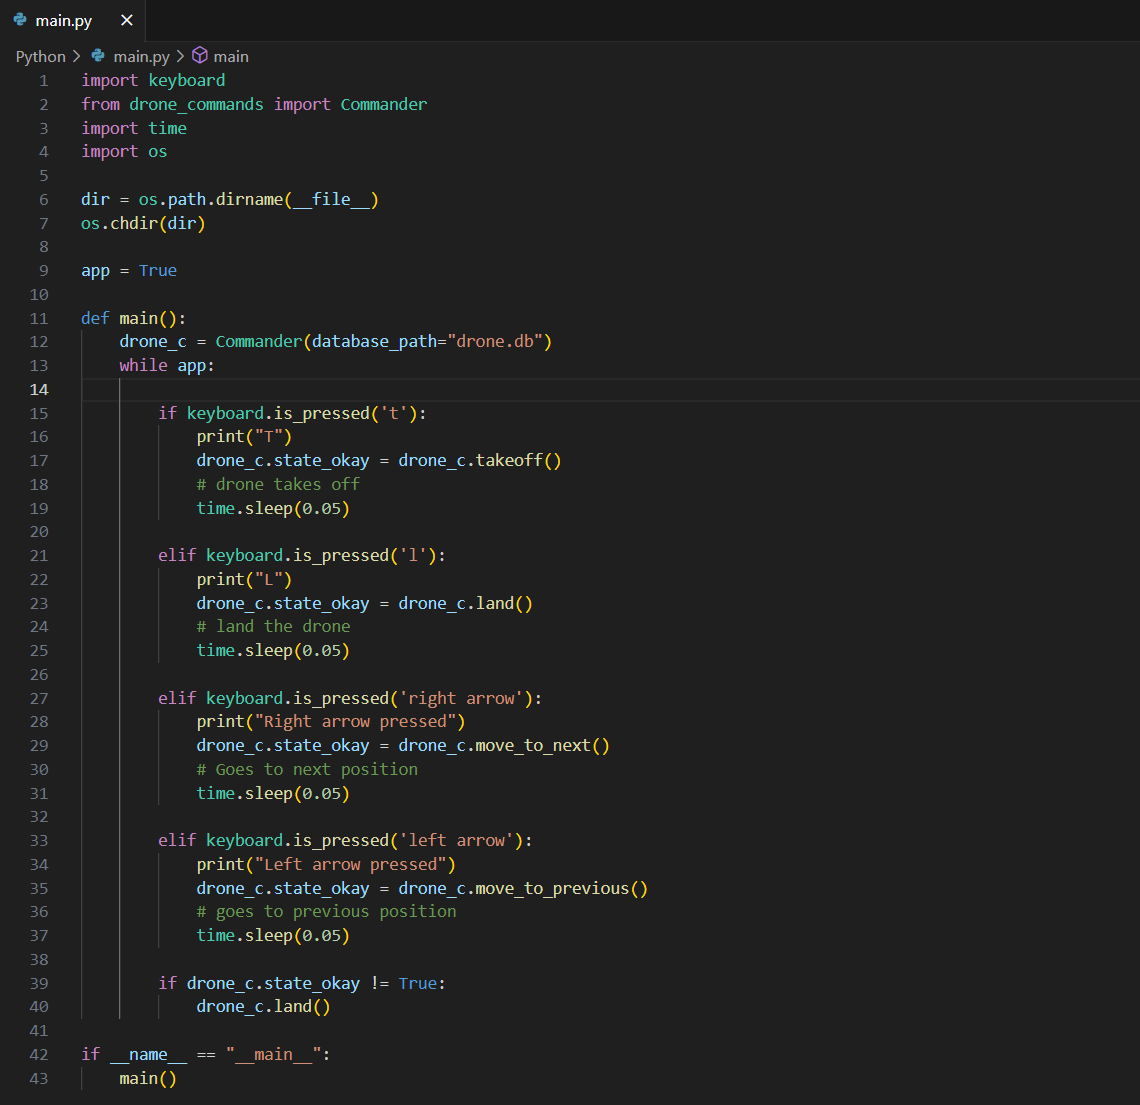 main.py ×
Python > main.py > main
1 import keyboard
2 from drone_commands import Commander
3 import time
4 import os
5
6 dir = os.path.dirname(__file__)
7 os.chdir(dir)
8
9 app = True
10
11 def main():
12     drone_c = Commander(database_path="drone.db")
13     while app:
14
15         if keyboard.is_pressed('t'):
16             print("T")
17             drone_c.state_okay = drone_c.takeoff()
18             # drone takes off
19             time.sleep(0.05)
20
21         elif keyboard.is_pressed('l'):
22             print("L")
23             drone_c.state_okay = drone_c.land()
24             # land the drone
25             time.sleep(0.05)
26
27         elif keyboard.is_pressed('right arrow'):
28             print("Right arrow pressed")
29             drone_c.state_okay = drone_c.move_to_next()
30             # Goes to next position
31             time.sleep(0.05)
32
33         elif keyboard.is_pressed('left arrow'):
34             print("Left arrow pressed")
35             drone_c.state_okay = drone_c.move_to_previous()
36             # goes to previous position
37             time.sleep(0.05)
38
39         if drone_c.state_okay != True:
40             drone_c.land()
41
42 if __name__ == "__main__":
43     main()